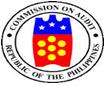 COMMISSION ON AUDIT
REPUBLIC OF THE PHILIPPINES